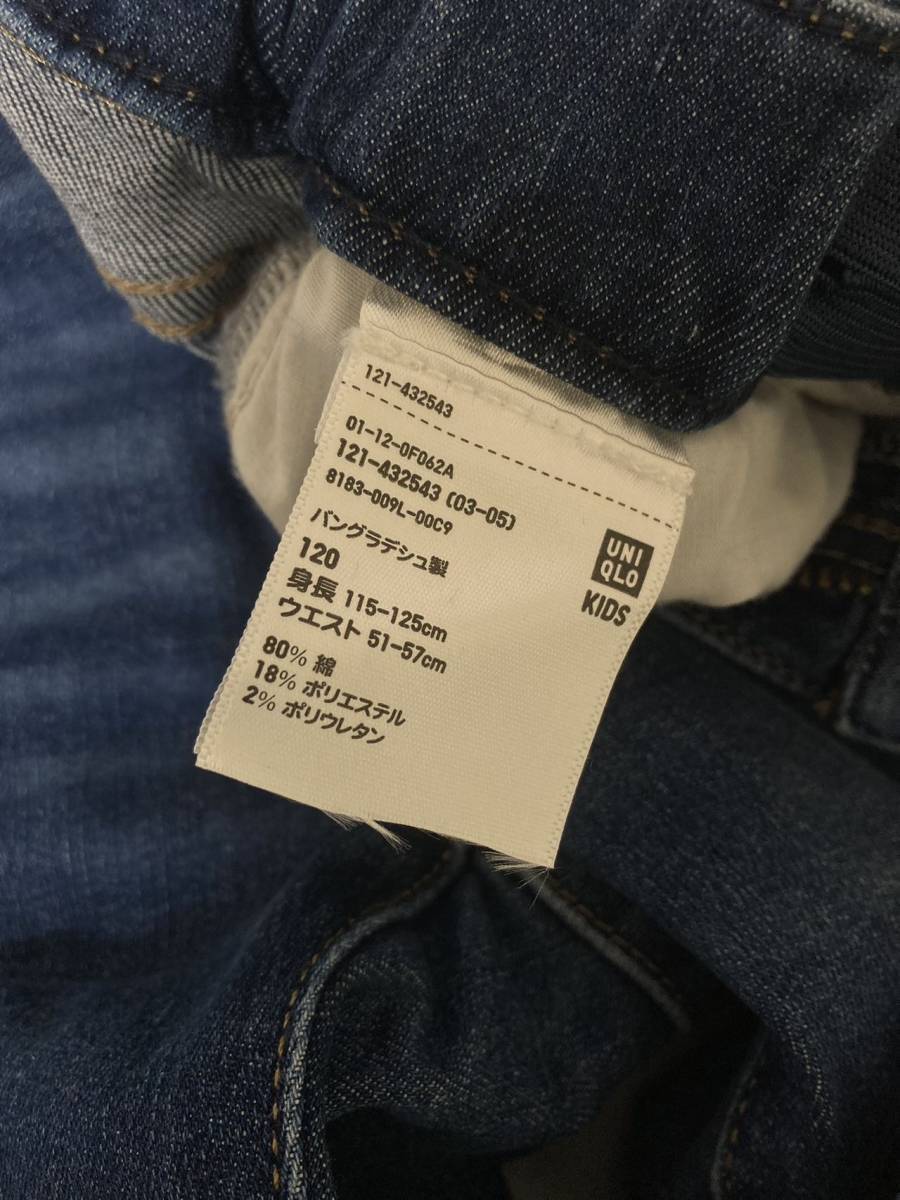 121-432543
01-12-0F062A
121-432543 (03-05)
8183-009L-00C9
バングラデシュ製
120
身長 115-125cm
ウエスト 51-57cm
80% 綿
18% ポリエステル
2% ポリウレタン
UNI
QLO
KIDS